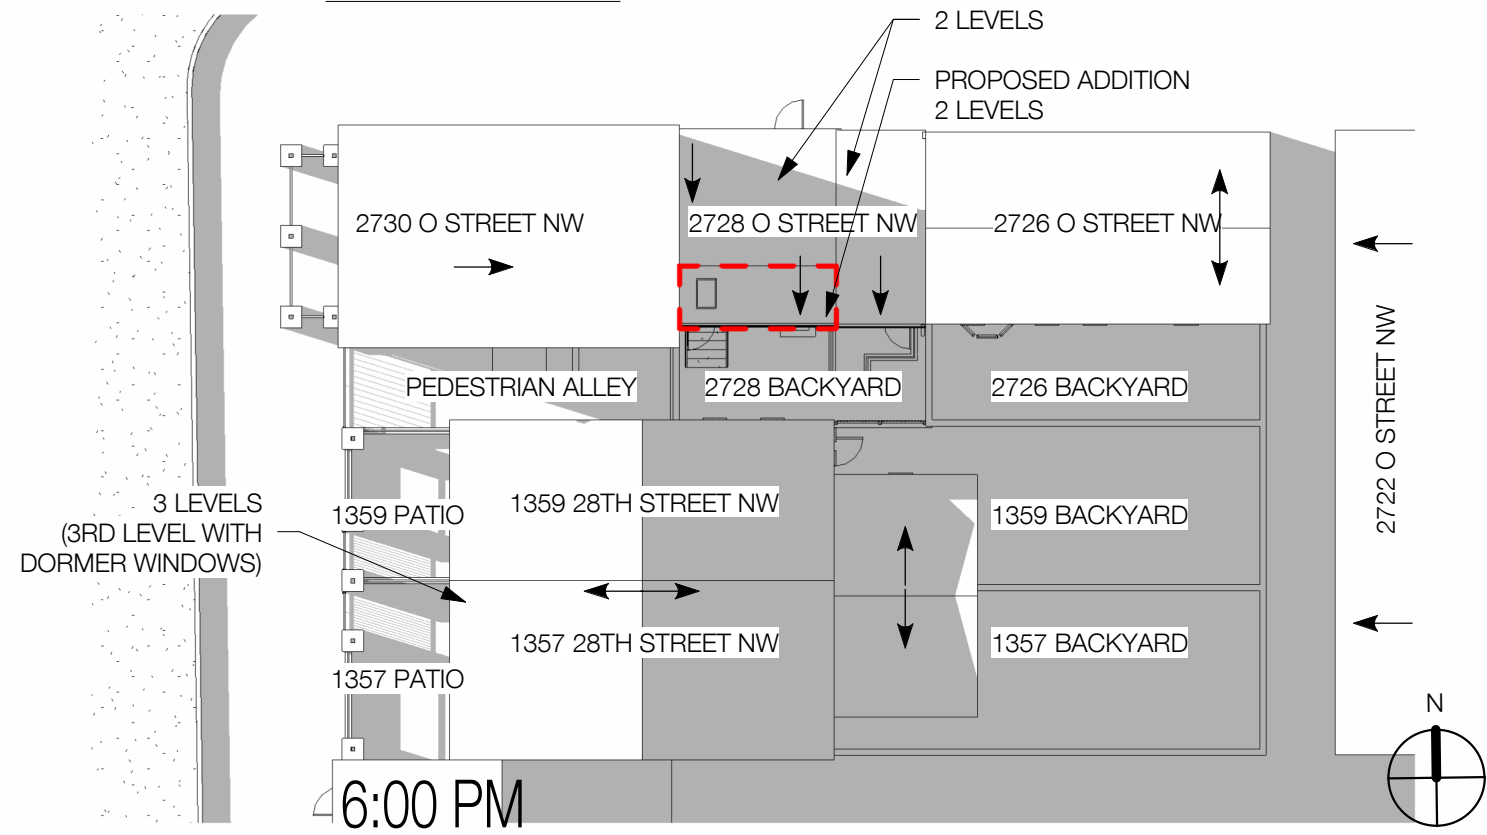 2 LEVELS
PROPOSED ADDITION
2 LEVELS
2730 O STREET NW
2728 O STREET NW
2726 O STREET NW
PEDESTRIAN ALLEY
2728 BACKYARD
2726 BACKYARD
2722 O STREET NW
3 LEVELS
(3RD LEVEL WITH
DORMER WINDOWS)
1359 PATIO
1359 28TH STREET NW
1359 BACKYARD
1357 28TH STREET NW
1357 BACKYARD
1357 PATIO
N
6:00 PM